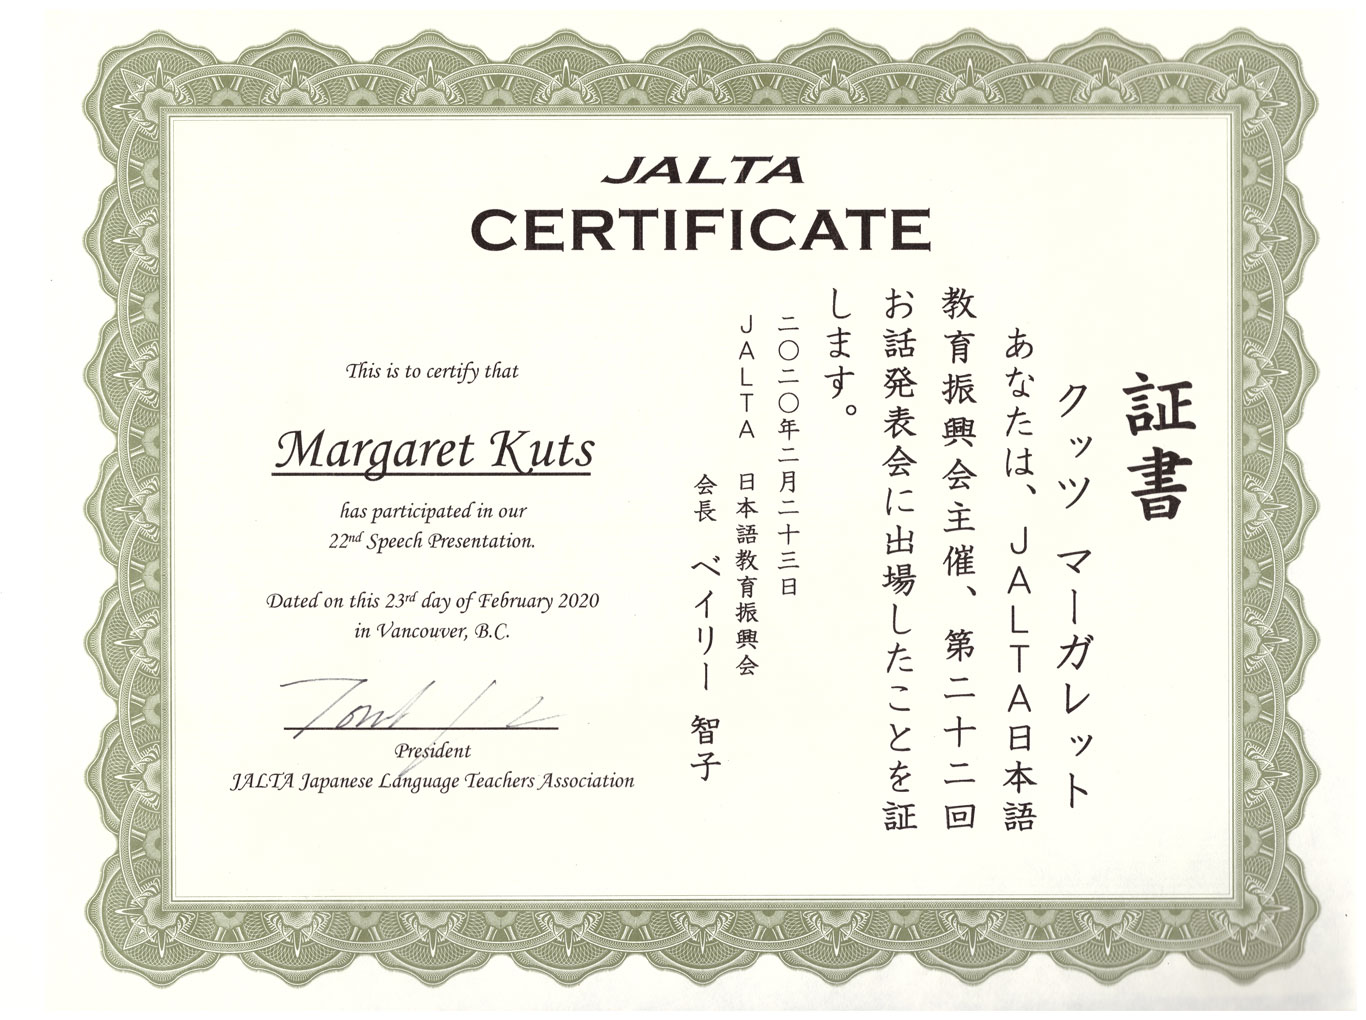 JALTA
CERTIFICATE
This is to certify that
Margaret Kuts
has participated in our
22nd Speech Presentation.
Dated on this 23rd day of February 2020
in Vancouver, B.C.
President
JALTA Japanese Language Teachers Association
証書
クッツ マーガレット
あなたは、JALTA日本語
教育振興会主催、第二十二回
お話発表会に出場したことを証
します。
二〇二〇年二月二十三日
JALTA 日本語教育振興会
会長 ベイリー 智子